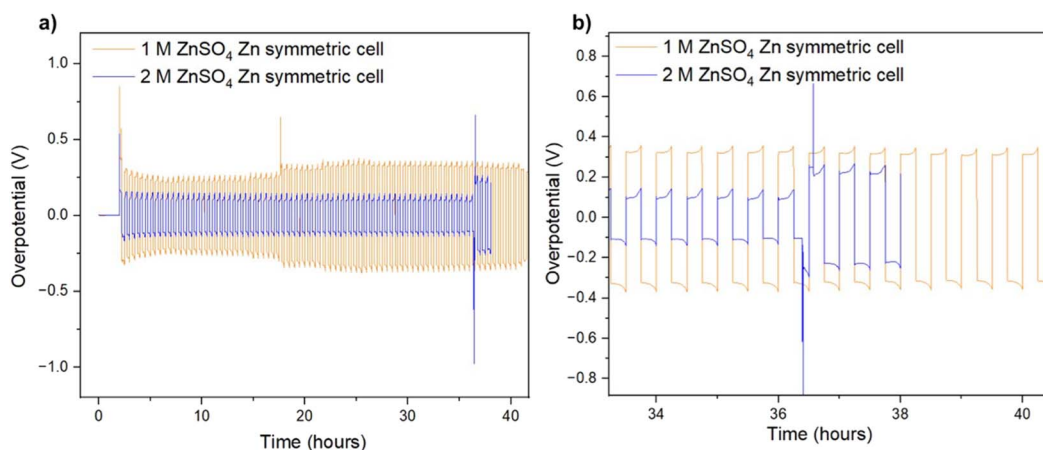 a)
1 M ZnSO₄ Zn symmetric cell
2 M ZnSO₄ Zn symmetric cell
1.0
0.5
0.0
−0.5
−1.0
Overpotential (V)
0 10 20 30 40
Time (hours)
b)
1 M ZnSO₄ Zn symmetric cell
2 M ZnSO₄ Zn symmetric cell
0.8
0.6
0.4
0.2
0.0
−0.2
−0.4
−0.6
−0.8
Overpotential (V)
34 36 38 40
Time (hours)